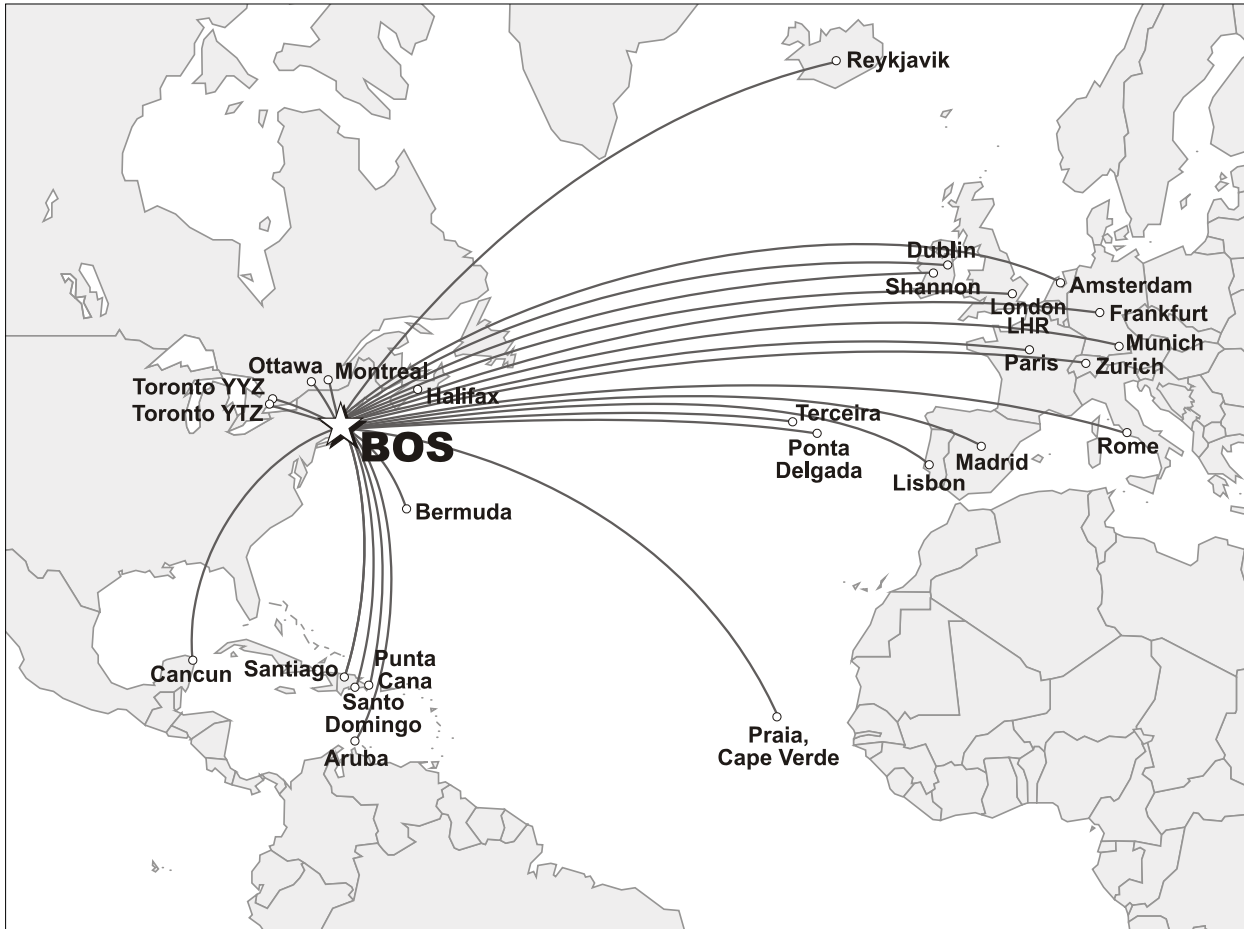 Reykjavik
Dublin
Shannon
Amsterdam
London
LHR
Frankfurt
Munich
Paris
Zurich
Ottawa
Montreal
Toronto YYZ
Toronto YTZ
Halifax
BOS
Terceira
Ponta
Delgada
Lisbon
Madrid
Rome
Bermuda
Cancun
Santiago
Punta
Cana
Santo
Domingo
Aruba
Praia,
Cape Verde